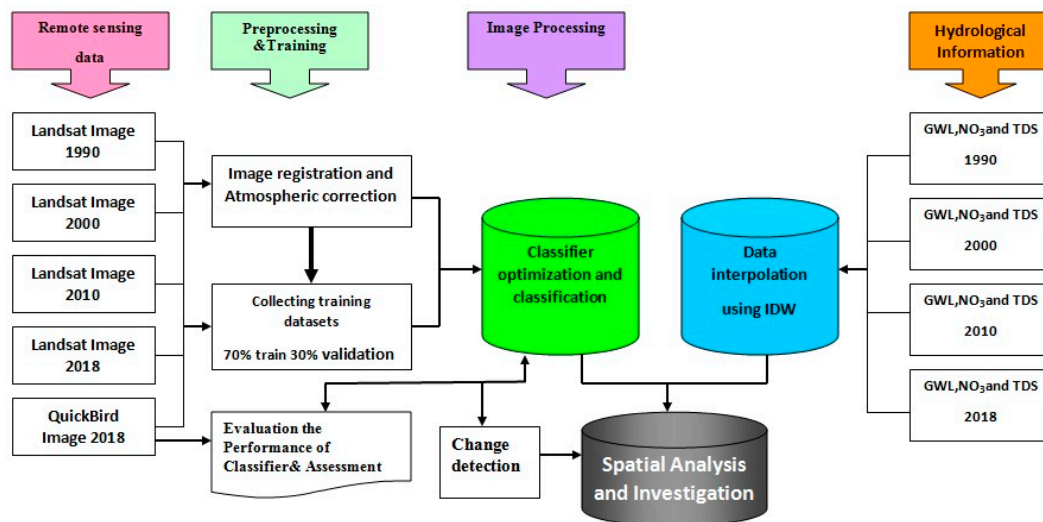 Remote sensing
data
Preprocessing
&Training
Image Processing
Hydrological
Information
Landsat Image
1990
Landsat Image
2000
Landsat Image
2010
Landsat Image
2018
QuickBird
Image 2018
Image registration and
Atmospheric correction
Collecting training
datasets
70% train 30% validation
Evaluation the
Performance of
Classifier& Assessment
Classifier
optimization and
classification
Change
detection
Data
interpolation
using IDW
Spatial Analysis
and Investigation
GWL,NO₃and TDS
1990
GWL,NO₃and TDS
2000
GWL,NO₃and TDS
2010
GWL,NO₃and TDS
2018